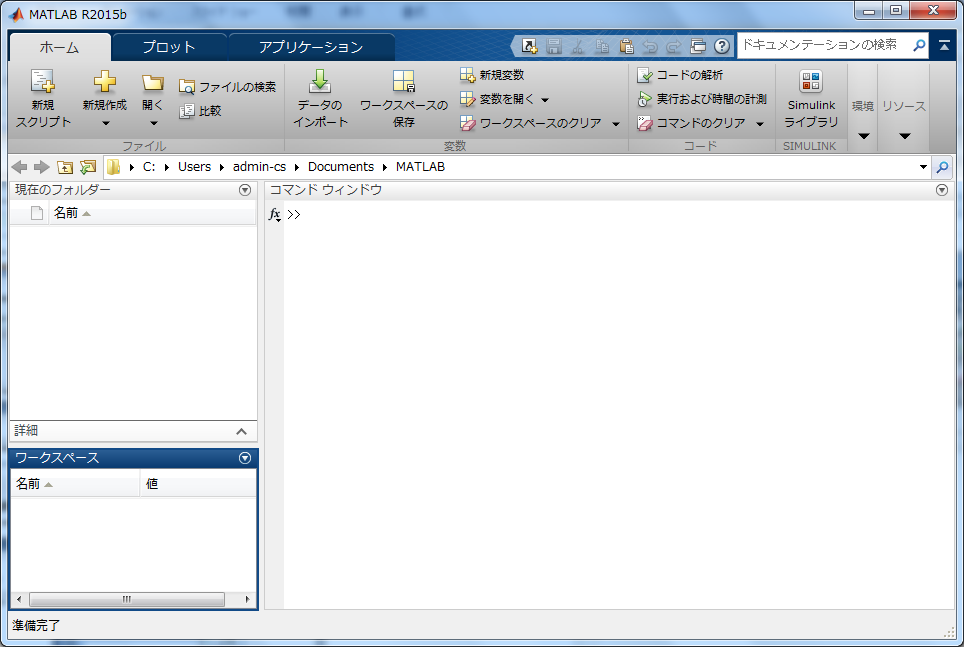 MATLAB R2015b
ホーム プロット アプリケーション ドキュメンテーションの検索
新規
スクリプト
新規作成
開く
ファイルの検索
比較
データの
インポート
ワークスペースの
保存
新規変数
変数を開く
ワークスペースのクリア
コードの解析
実行および時間の計測
コマンドのクリア
Simulink
ライブラリ
環境
リソース
ファイル 変数 コード SIMULINK
C: Users admin-cs Documents MATLAB
現在のフォルダー
名前
詳細
ワークスペース
名前 値
コマンド ウィンドウ
fx >>
準備完了